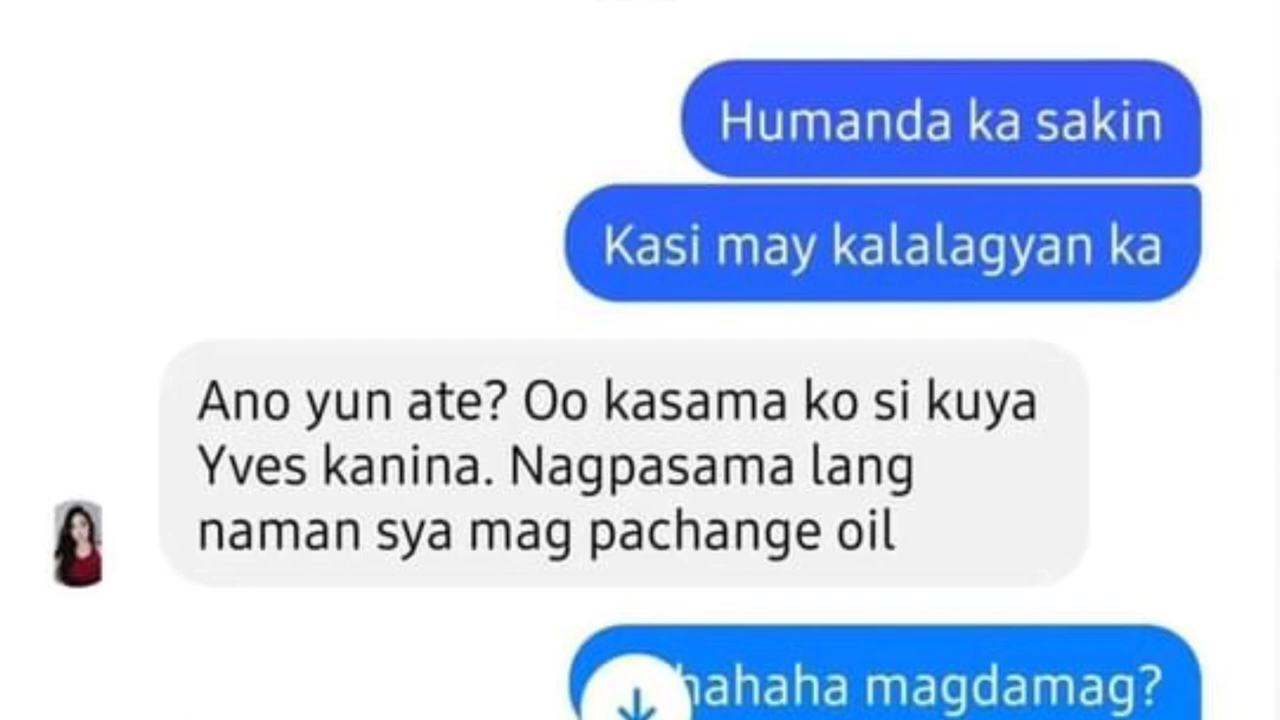 Humanda ka sakin
Kasi may kalalagyan ka
Ano yun ate? Oo kasama ko si kuya
Yves kanina. Nagpasama lang
naman sya mag pachange oil
hahaha magdamag?